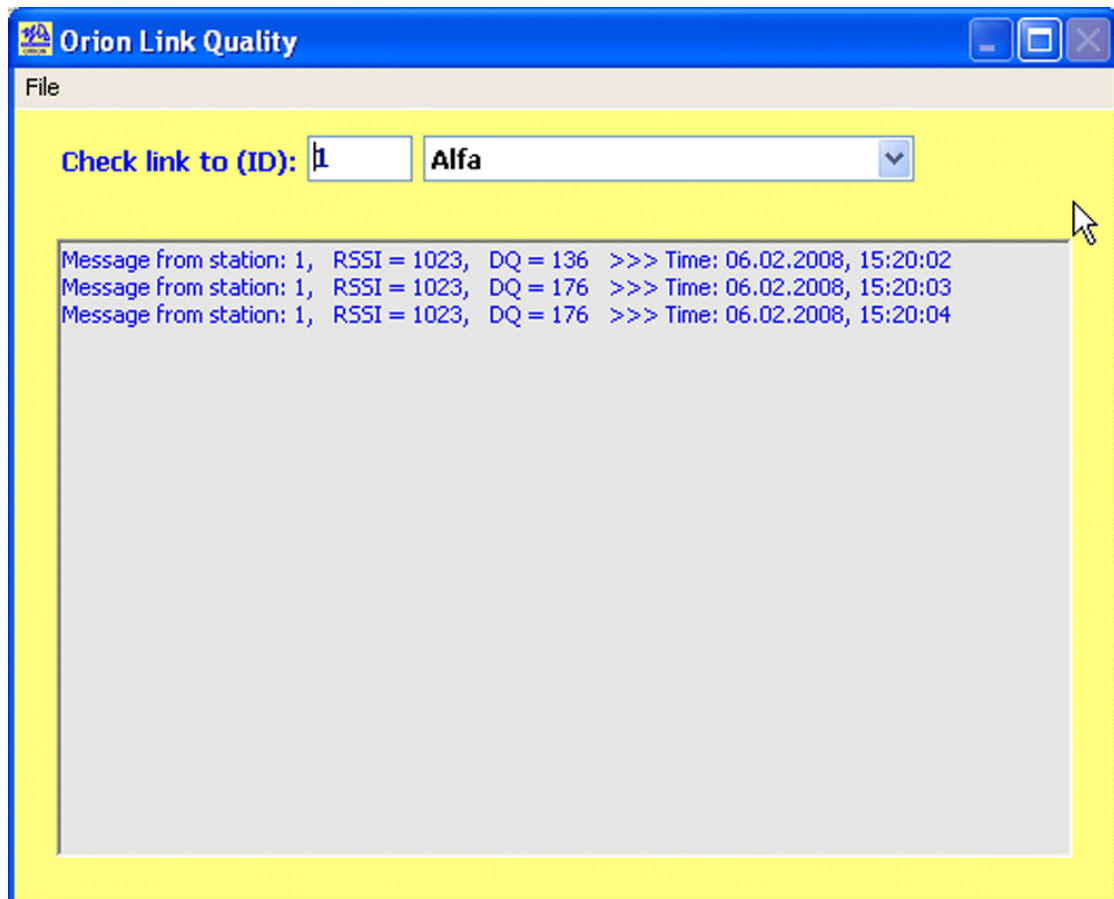 Orion Link Quality
File
Check link to (ID): 1 Alfa
Message from station: 1, RSSI = 1023, DQ = 136 >>> Time: 06.02.2008, 15:20:02
Message from station: 1, RSSI = 1023, DQ = 176 >>> Time: 06.02.2008, 15:20:03
Message from station: 1, RSSI = 1023, DQ = 176 >>> Time: 06.02.2008, 15:20:04